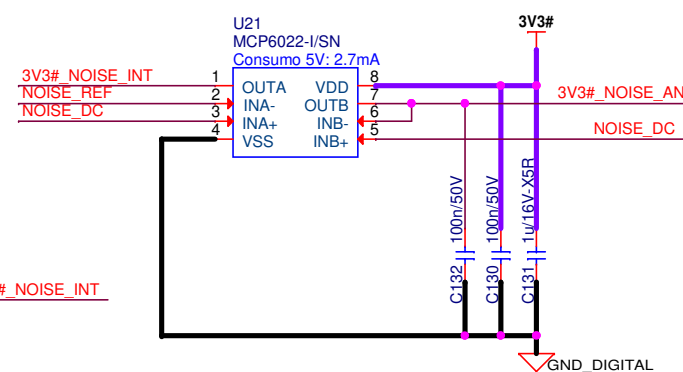 U21
MCP6022-I/SN
Consumo 5V: 2.7mA
3V3#
3V3#_NOISE_INT
NOISE_REF
NOISE_DC
1
2
3
4
OUTA
INA-
INA+
VSS
VDD
OUTB
INB-
INB+
8
7
6
5
3V3#_NOISE_AN
NOISE_DC
C132 100n/50V
C130 100n/50V
C131 1u/16V-X5R
#_NOISE_INT
GND_DIGITAL